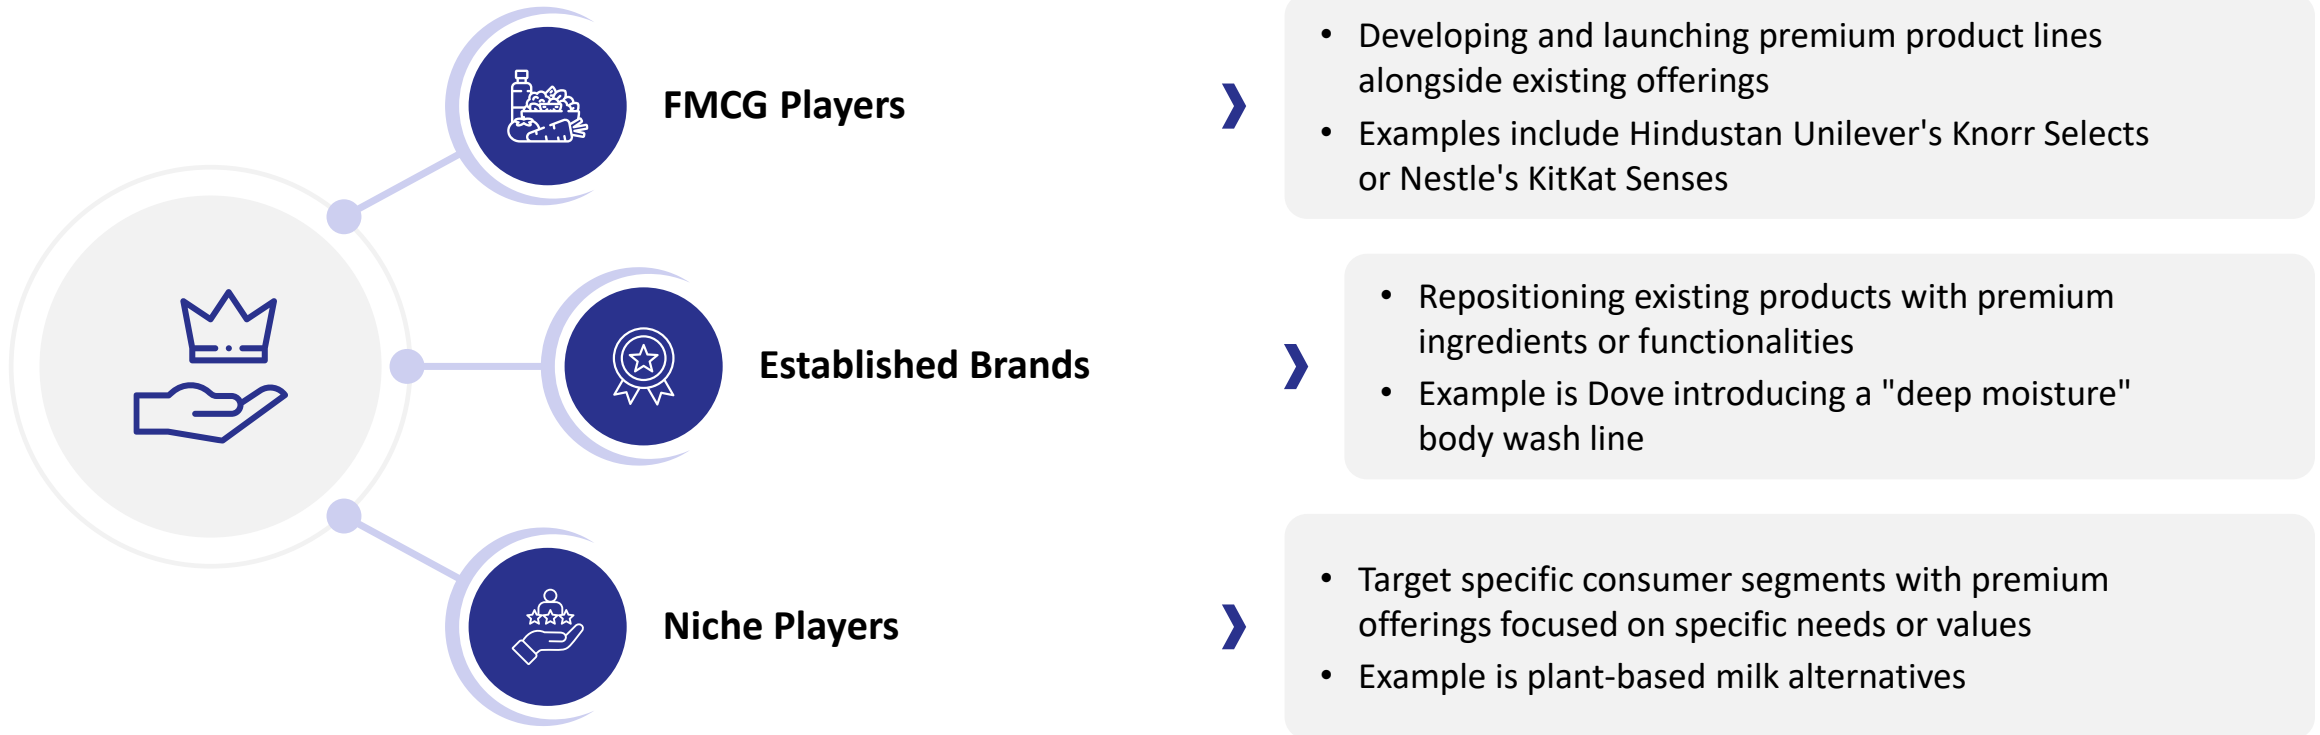 FMCG Players
• Developing and launching premium product lines
alongside existing offerings
• Examples include Hindustan Unilever's Knorr Selects
or Nestle's KitKat Senses
Established Brands
• Repositioning existing products with premium
ingredients or functionalities
• Example is Dove introducing a "deep moisture"
body wash line
Niche Players
• Target specific consumer segments with premium
offerings focused on specific needs or values
• Example is plant-based milk alternatives